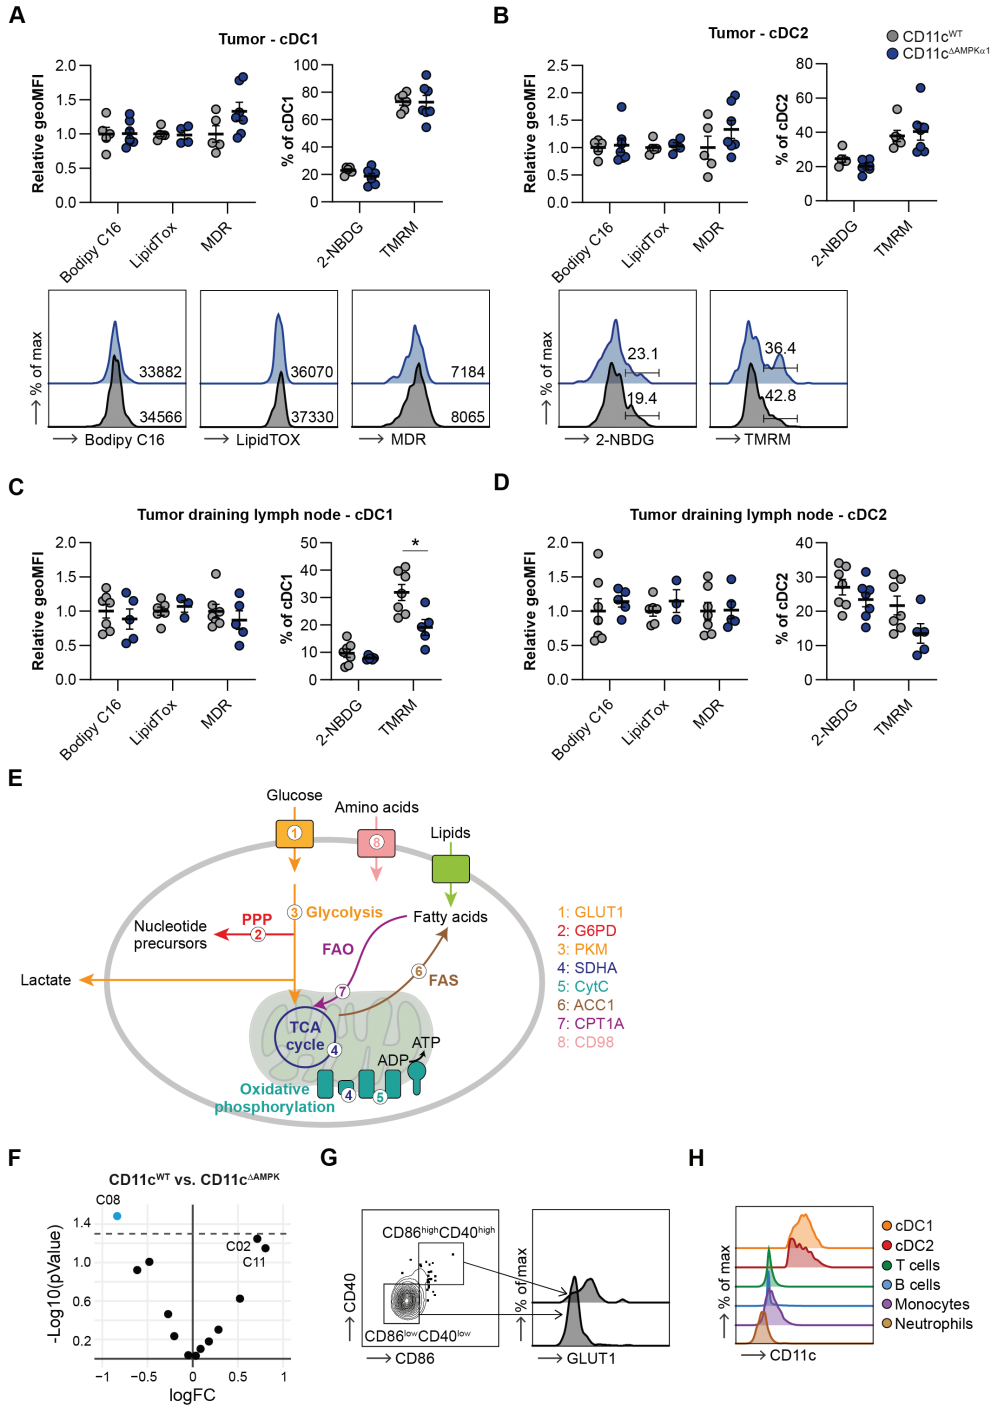 A
Tumor - cDC1
Relative geoMFI
2.0
1.5
1.0
0.5
0.0
Bodipy C16
LipidTox
MDR
% of cDC1
100
80
60
40
20
0
2-NBDG
TMRM
B
Tumor - cDC2
CD11cWT
CD11cΔAMPKα1
Relative geoMFI
2.5
2.0
1.5
1.0
0.5
0.0
Bodipy C16
LipidTox
MDR
% of cDC2
80
60
40
20
0
2-NBDG
TMRM
% of max
33882
34566
Bodipy C16
36070
37330
LipidTOX
7184
8065
MDR
% of max
23.1
19.4
2-NBDG
36.4
42.8
TMRM
C
Tumor draining lymph node - cDC1
Relative geoMFI
2.0
1.5
1.0
0.5
0.0
Bodipy C16
LipidTox
MDR
% of cDC1
50
40
30
20
10
0
*
2-NBDG
TMRM
D
Tumor draining lymph node - cDC2
Relative geoMFI
2.0
1.5
1.0
0.5
0.0
Bodipy C16
LipidTox
MDR
% of cDC2
40
30
20
10
0
2-NBDG
TMRM
E
Glucose
Amino acids
Lipids
1
8
3 Glycolysis
Fatty acids
PPP
2
Nucleotide
precursors
FAO
6
FAS
7
Lactate
TCA
cycle
4
ADP
ATP
Oxidative
phosphorylation
4
5
1: GLUT1
2: G6PD
3: PKM
4: SDHA
5: CytC
6: ACC1
7: CPT1A
8: CD98
F
CD11cWT vs. CD11cΔAMPK
-Log10(pValue)
1.4
1.0
0.6
0.2
C08
C02
C11
−1
−0.5
0
0.5
1
logFC
G
CD86highCD40high
CD86lowCD40low
CD40
CD86
% of max
GLUT1
H
% of max
CD11c
cDC1
cDC2
T cells
B cells
Monocytes
Neutrophils